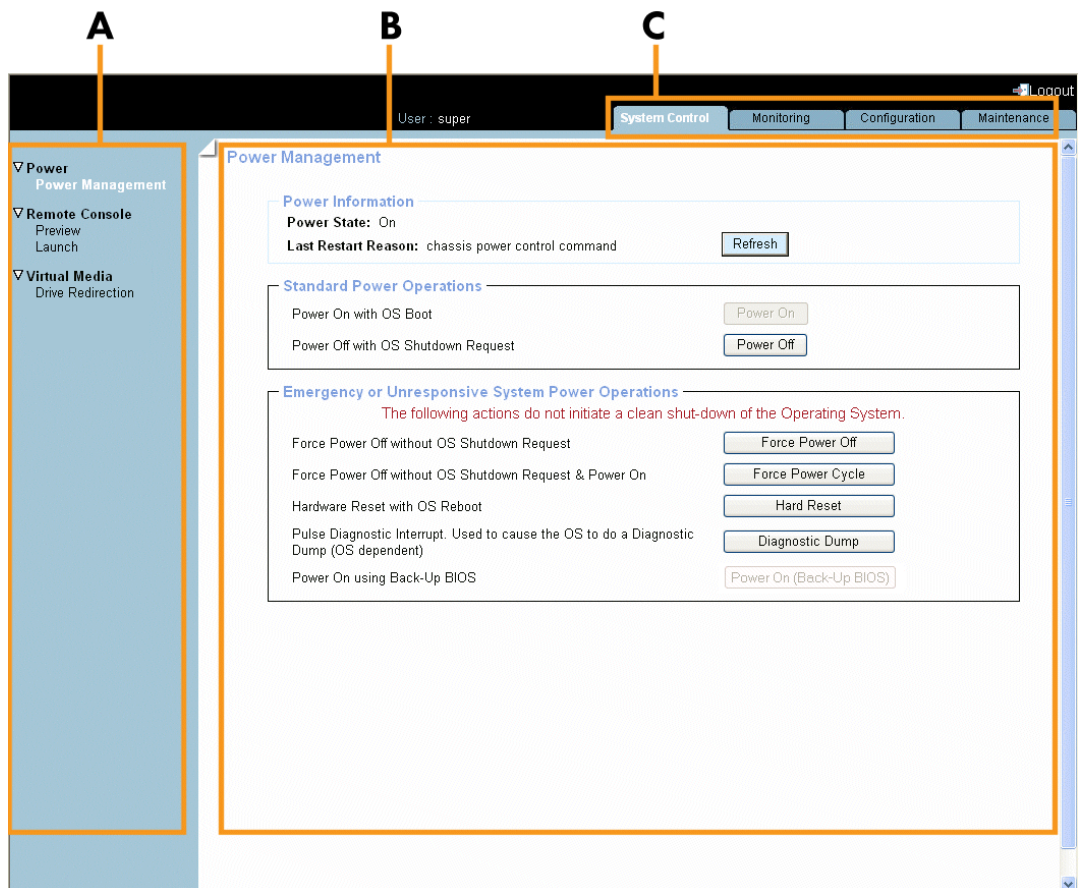 A B C
Logout
User : super
System Control Monitoring Configuration Maintenance
Power
Power Management
Remote Console
Preview
Launch
Virtual Media
Drive Redirection
Power Management
Power Information
Power State: On
Last Restart Reason: chassis power control command Refresh
Standard Power Operations
Power On with OS Boot Power On
Power Off with OS Shutdown Request Power Off
Emergency or Unresponsive System Power Operations
The following actions do not initiate a clean shut-down of the Operating System.
Force Power Off without OS Shutdown Request Force Power Off
Force Power Off without OS Shutdown Request & Power On Force Power Cycle
Hardware Reset with OS Reboot Hard Reset
Pulse Diagnostic Interrupt. Used to cause the OS to do a Diagnostic
Dump (OS dependent) Diagnostic Dump
Power On using Back-Up BIOS Power On (Back-Up BIOS)